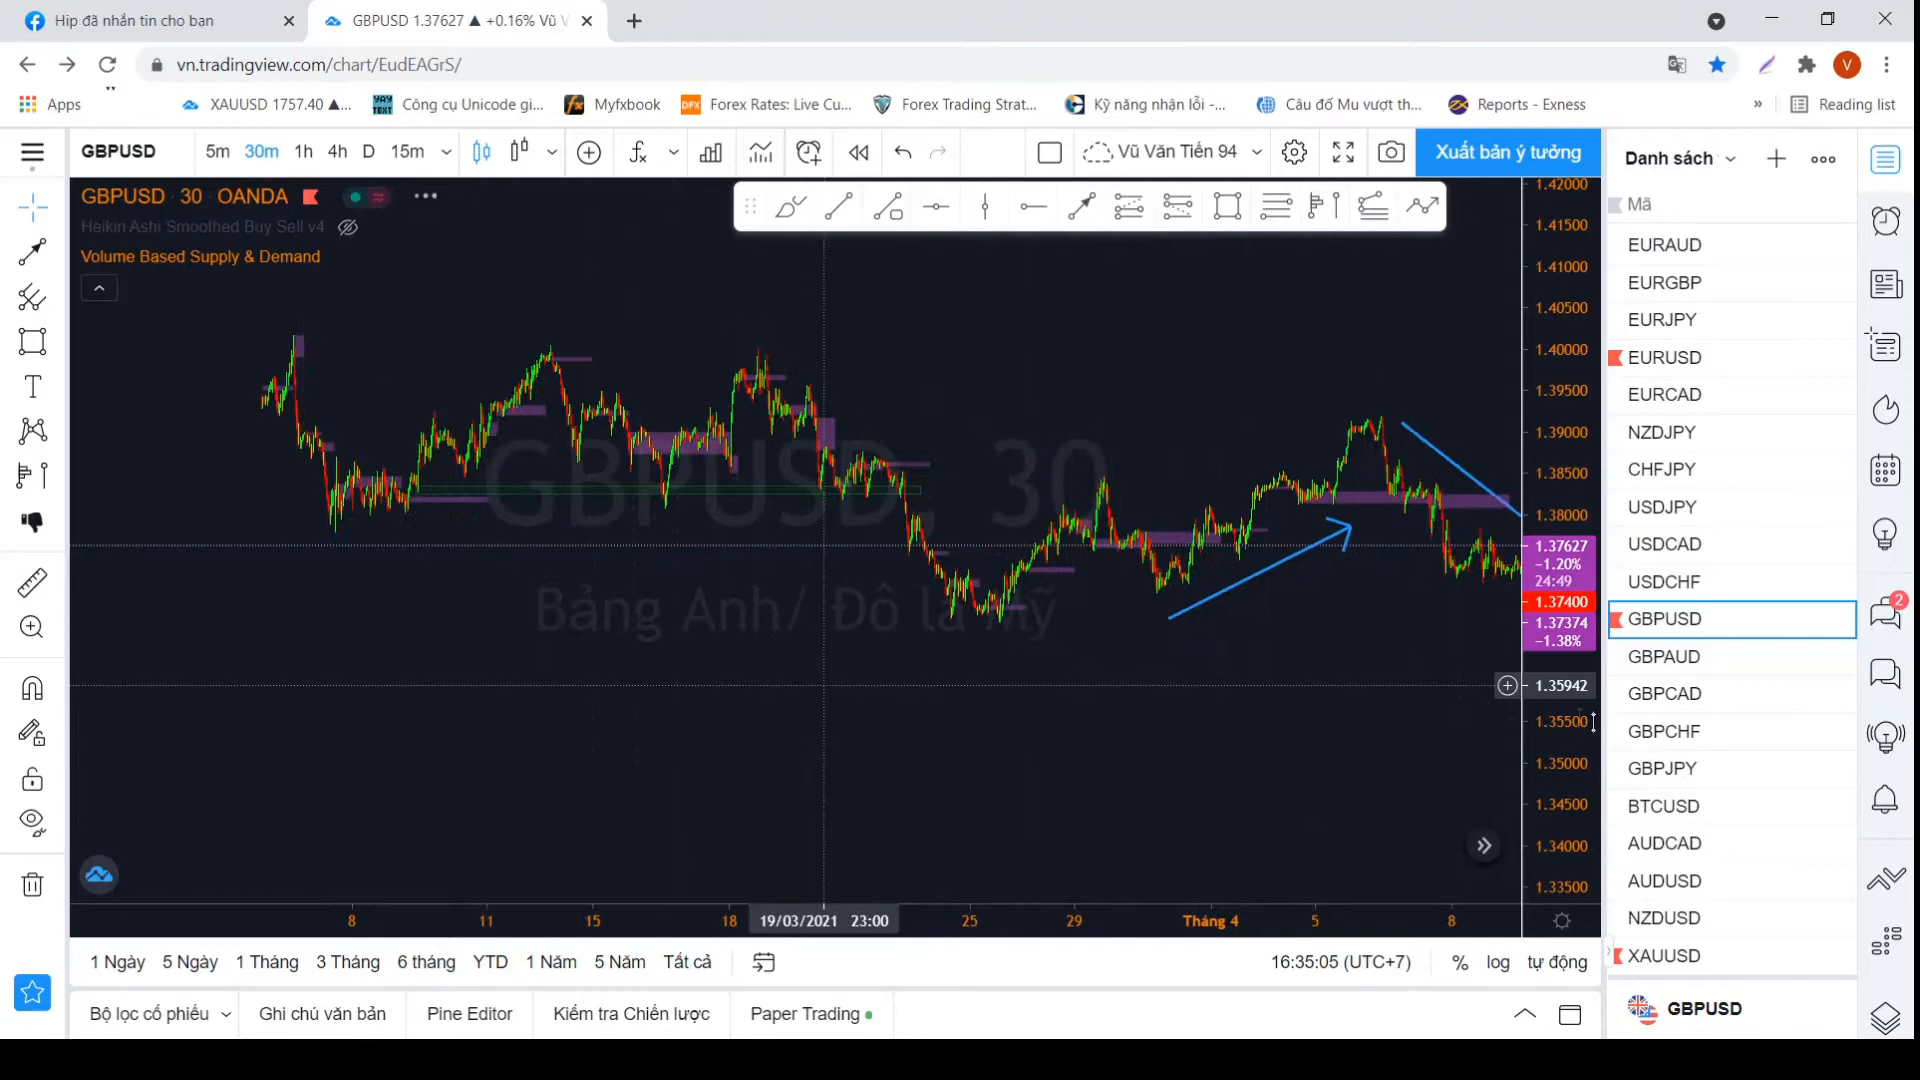 Hip đã nhắn tin cho bạn
GBPUSD 1.37627 ▲ +0.16% Vũ V
vn.tradingview.com/chart/EudEAGrS/
V
Apps
XAUUSD 1757.40 ▲...
Công cụ Unicode gi...
Myfxbook
Forex Rates: Live Cu...
Forex Trading Strat...
Kỹ năng nhận lỗi -...
Câu đố Mu vượt th...
Reports - Exness
Reading list
GBPUSD
5m
30m
1h
4h
D
15m
Vũ Văn Tiến 94
Xuất bản ý tưởng
Danh sách
GBPUSD · 30 · OANDA
Heikin Ashi Smoothed Buy Sell v4
Volume Based Supply & Demand
GBPUSD, 30
Bảng Anh/ Đô la Mỹ
1.42000
1.41500
1.41000
1.40500
1.40000
1.39500
1.39000
1.38500
1.38000
1.37627
−1.20%
24:49
1.37400
1.37374
−1.38%
1.35942
1.35500
1.35000
1.34500
1.34000
1.33500
Mã
EURAUD
EURGBP
EURJPY
EURUSD
EURCAD
NZDJPY
CHFJPY
USDJPY
USDCAD
USDCHF
GBPUSD
GBPAUD
GBPCAD
GBPCHF
GBPJPY
BTCUSD
AUDCAD
AUDUSD
NZDUSD
XAUUSD
2
8
11
15
18
19/03/2021 23:00
25
29
Tháng 4
5
8
1 Ngày
5 Ngày
1 Tháng
3 Tháng
6 tháng
YTD
1 Năm
5 Năm
Tất cả
16:35:05 (UTC+7)
%
log
tự động
Bộ lọc cổ phiếu
Ghi chú văn bản
Pine Editor
Kiểm tra Chiến lược
Paper Trading
GBPUSD